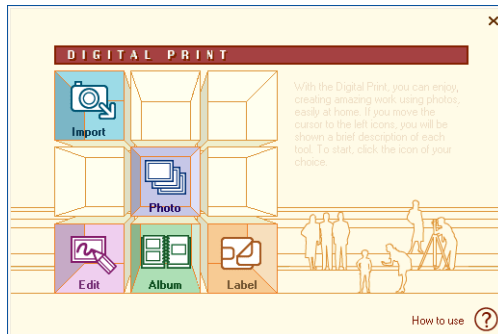 DIGITAL PRINT
Import
With the Digital Print, you can enjoy,
creating amazing work using photos,
easily at home. If you move the
cursor to the left icons, you will be
shown a brief description of each
tool. To start, click the icon of your
choice.
Photo
Edit
Album
Label
How to use ?